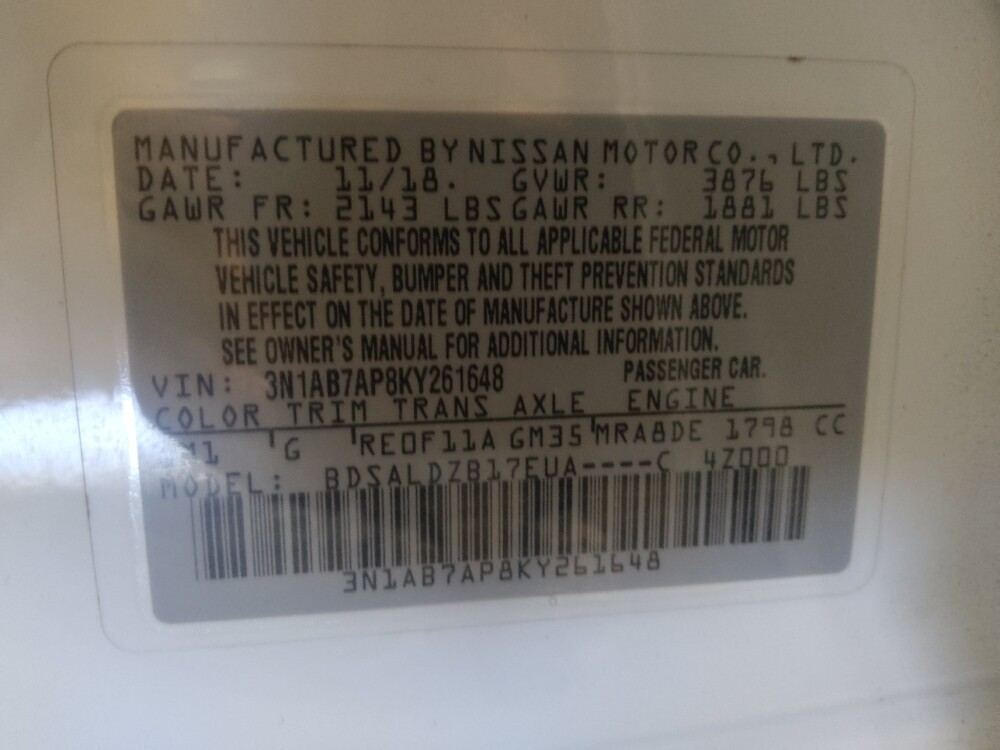 MANUFACTURED BY NISSAN MOTOR CO., LTD.
DATE: 11/18. GVWR: 3876 LBS
GAWR FR: 2143 LBS GAWR RR: 1881 LBS
THIS VEHICLE CONFORMS TO ALL APPLICABLE FEDERAL MOTOR
VEHICLE SAFETY, BUMPER AND THEFT PREVENTION STANDARDS
IN EFFECT ON THE DATE OF MANUFACTURE SHOWN ABOVE.
SEE OWNER'S MANUAL FOR ADDITIONAL INFORMATION.
VIN: 3N1AB7AP8KY261648 PASSENGER CAR.
COLOR TRIM TRANS AXLE ENGINE
G RE0F11A GM35 MRA8DE 1798 CC
MODEL: BDSALDZB17EUA----C 4Z000
3N1AB7AP8KY261648